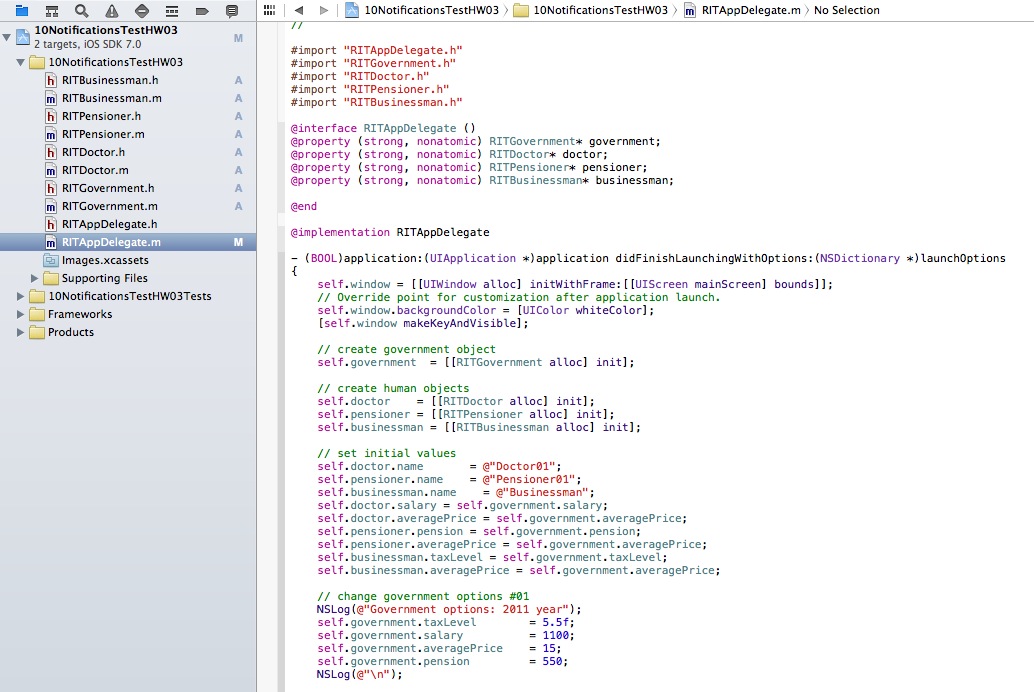 10NotificationsTestHW03 〉 10NotificationsTestHW03 〉 RITAppDelegate.m 〉 No Selection
10NotificationsTestHW03 M
2 targets, iOS SDK 7.0
10NotificationsTestHW03
h RITBusinessman.h A
m RITBusinessman.m A
h RITPensioner.h A
m RITPensioner.m A
h RITDoctor.h A
m RITDoctor.m A
h RITGovernment.h A
m RITGovernment.m A
h RITAppDelegate.h
m RITAppDelegate.m M
Images.xcassets
Supporting Files
10NotificationsTestHW03Tests
Frameworks
Products
//
#import "RITAppDelegate.h"
#import "RITGovernment.h"
#import "RITDoctor.h"
#import "RITPensioner.h"
#import "RITBusinessman.h"
@interface RITAppDelegate ()
@property (strong, nonatomic) RITGovernment* government;
@property (strong, nonatomic) RITDoctor* doctor;
@property (strong, nonatomic) RITPensioner* pensioner;
@property (strong, nonatomic) RITBusinessman* businessman;
@end
@implementation RITAppDelegate
- (BOOL)application:(UIApplication *)application didFinishLaunchingWithOptions:(NSDictionary *)launchOptions
{
self.window = [[UIWindow alloc] initWithFrame:[[UIScreen mainScreen] bounds]];
// Override point for customization after application launch.
self.window.backgroundColor = [UIColor whiteColor];
[self.window makeKeyAndVisible];
// create government object
self.government = [[RITGovernment alloc] init];
// create human objects
self.doctor = [[RITDoctor alloc] init];
self.pensioner = [[RITPensioner alloc] init];
self.businessman = [[RITBusinessman alloc] init];
// set initial values
self.doctor.name = @"Doctor01";
self.pensioner.name = @"Pensioner01";
self.businessman.name = @"Businessman";
self.doctor.salary = self.government.salary;
self.doctor.averagePrice = self.government.averagePrice;
self.pensioner.pension = self.government.pension;
self.pensioner.averagePrice = self.government.averagePrice;
self.businessman.taxLevel = self.government.taxLevel;
self.businessman.averagePrice = self.government.averagePrice;
// change government options #01
NSLog(@"Government options: 2011 year");
self.government.taxLevel = 5.5f;
self.government.salary = 1100;
self.government.averagePrice = 15;
self.government.pension = 550;
NSLog(@"\n");